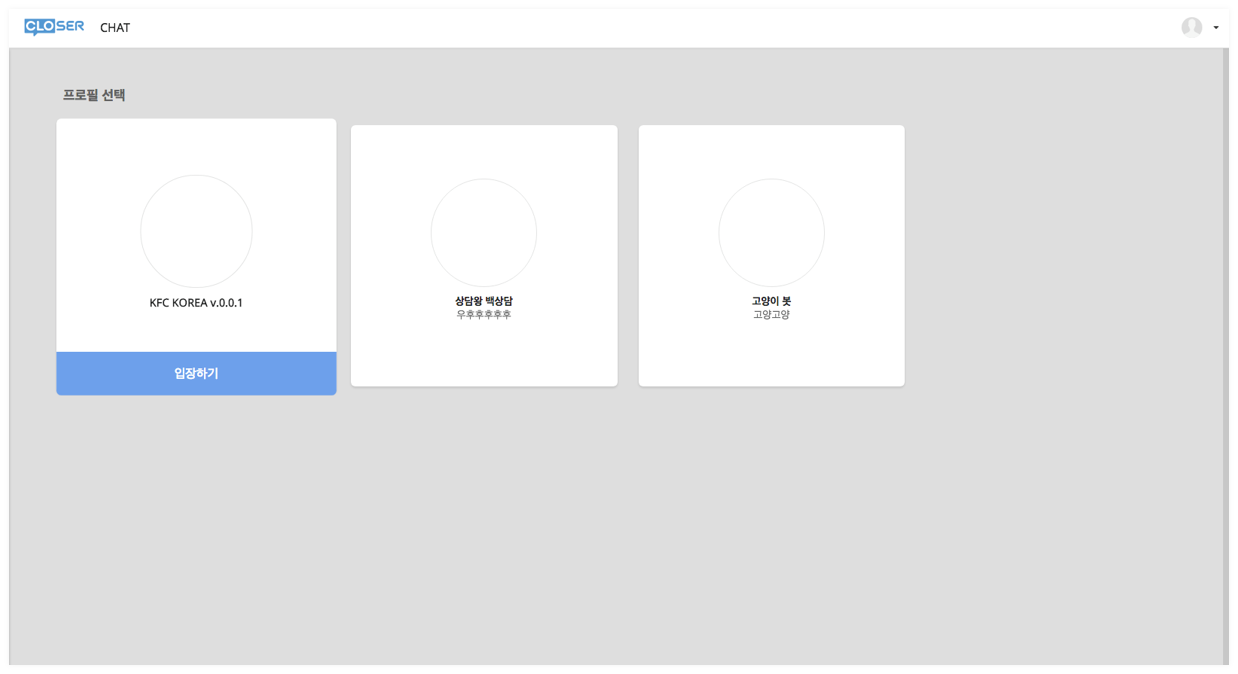 CLOSER CHAT
프로필 선택
KFC KOREA v.0.0.1
입장하기
상담왕 백상담
우후후후후후
고양이 봇
고양고양